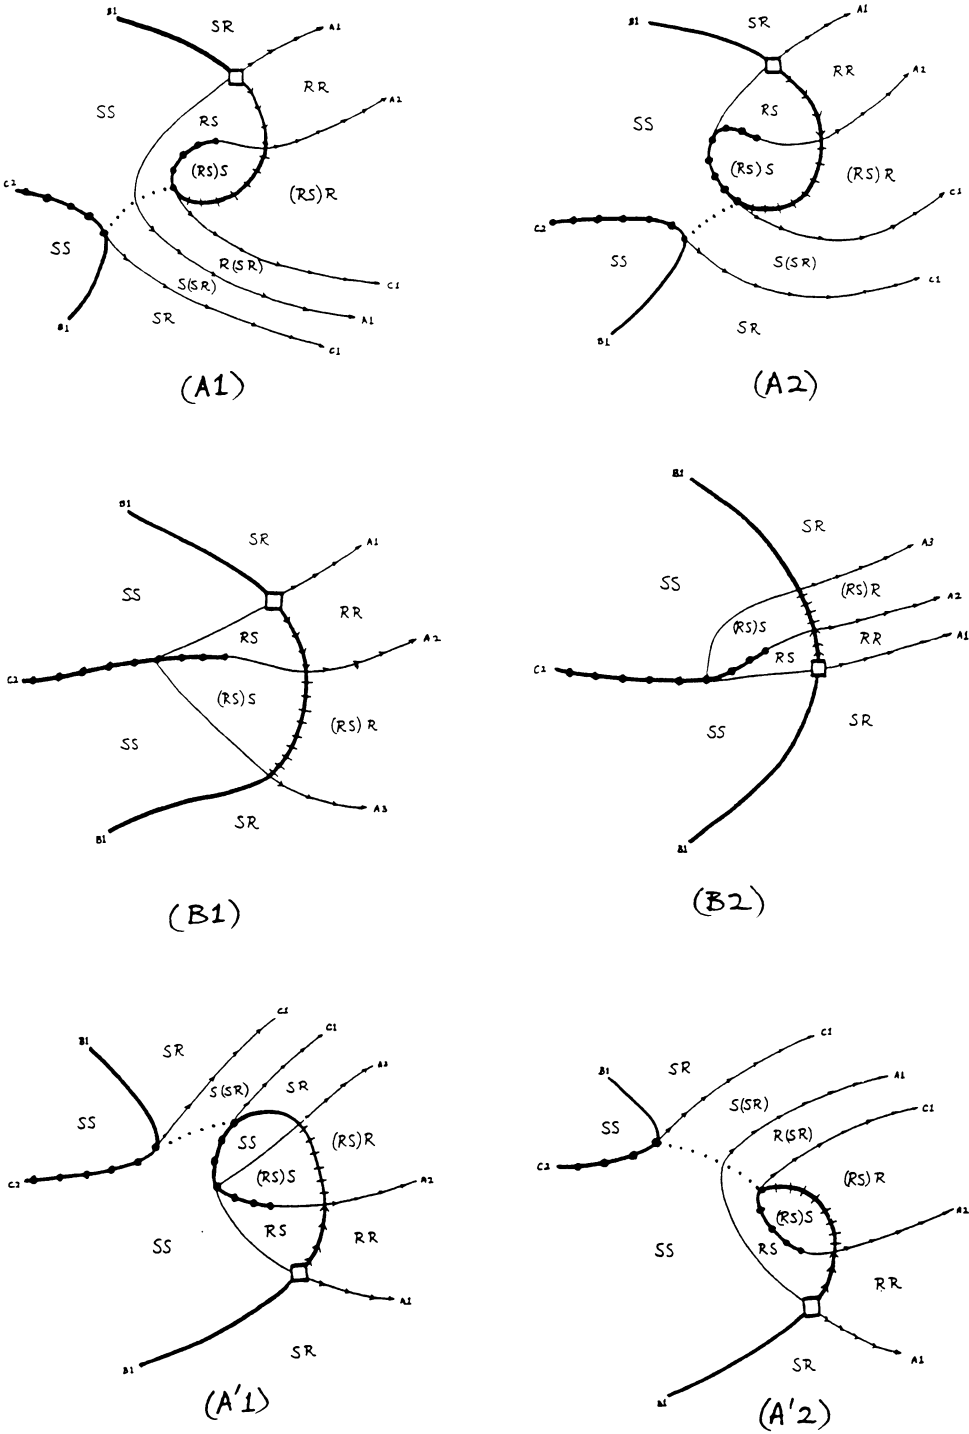 B1 SR A1
RR
SS
RS
A2
(RS)S
(RS)R
C2
SS
R(SR)
C1
S(SR)
SR
A1
B1
C1
(A1)
B1 SR A1
RR
A2
SS
RS
(RS)S
(RS)R
C1
C2
SS
S(SR)
C1
SR
B1
(A2)
B1
SR
A1
SS
RR
RS
A2
C2
(RS)S
(RS)R
SS
A3
SR
B1
(B1)
B1
SR
A3
SS
(RS)R
A2
(RS)S
RR
A1
RS
C2
SS
SR
B1
(B2)
C1
C1
B1
SR
S(SR)
SR
SS
SS
(RS)R
(RS)S
C2
A2
RS
RR
SS
A1
SR
B1
(A'1)
C1
SR
B1
A1
S(SR)
C1
SS
R(SR)
C2
(RS)R
A2
(RS)S
SS
RS
RR
A1
SR
B1
(A'2)